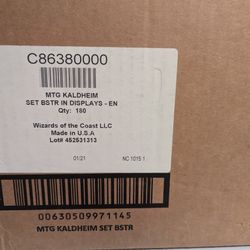 C86380000
MTG KALDHEIM
SET BSTR IN DISPLAYS - EN
Qty: 180
Wizards of the Coast LLC
Made in U.S.A
Lot# 452531313
01/21 NC 1015 1
00630509971145
MTG KALDHEIM SET BSTR